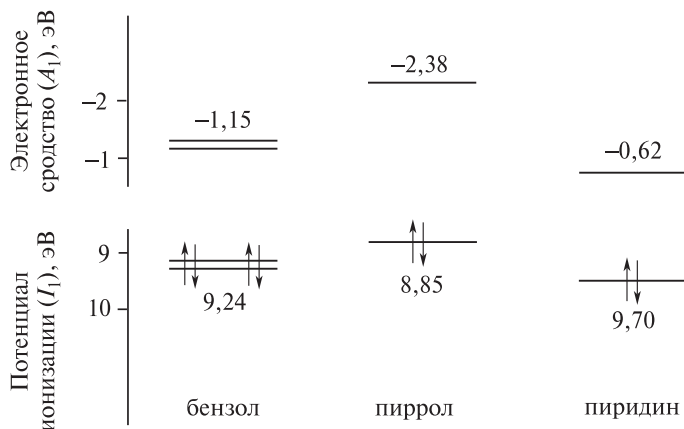 Электронное
сродство (A₁), эВ
−2
−1
−1,15
−2,38
−0,62
Потенциал
ионизации (I₁), эВ
9
10
9,24
8,85
9,70
бензол
пиррол
пиридин